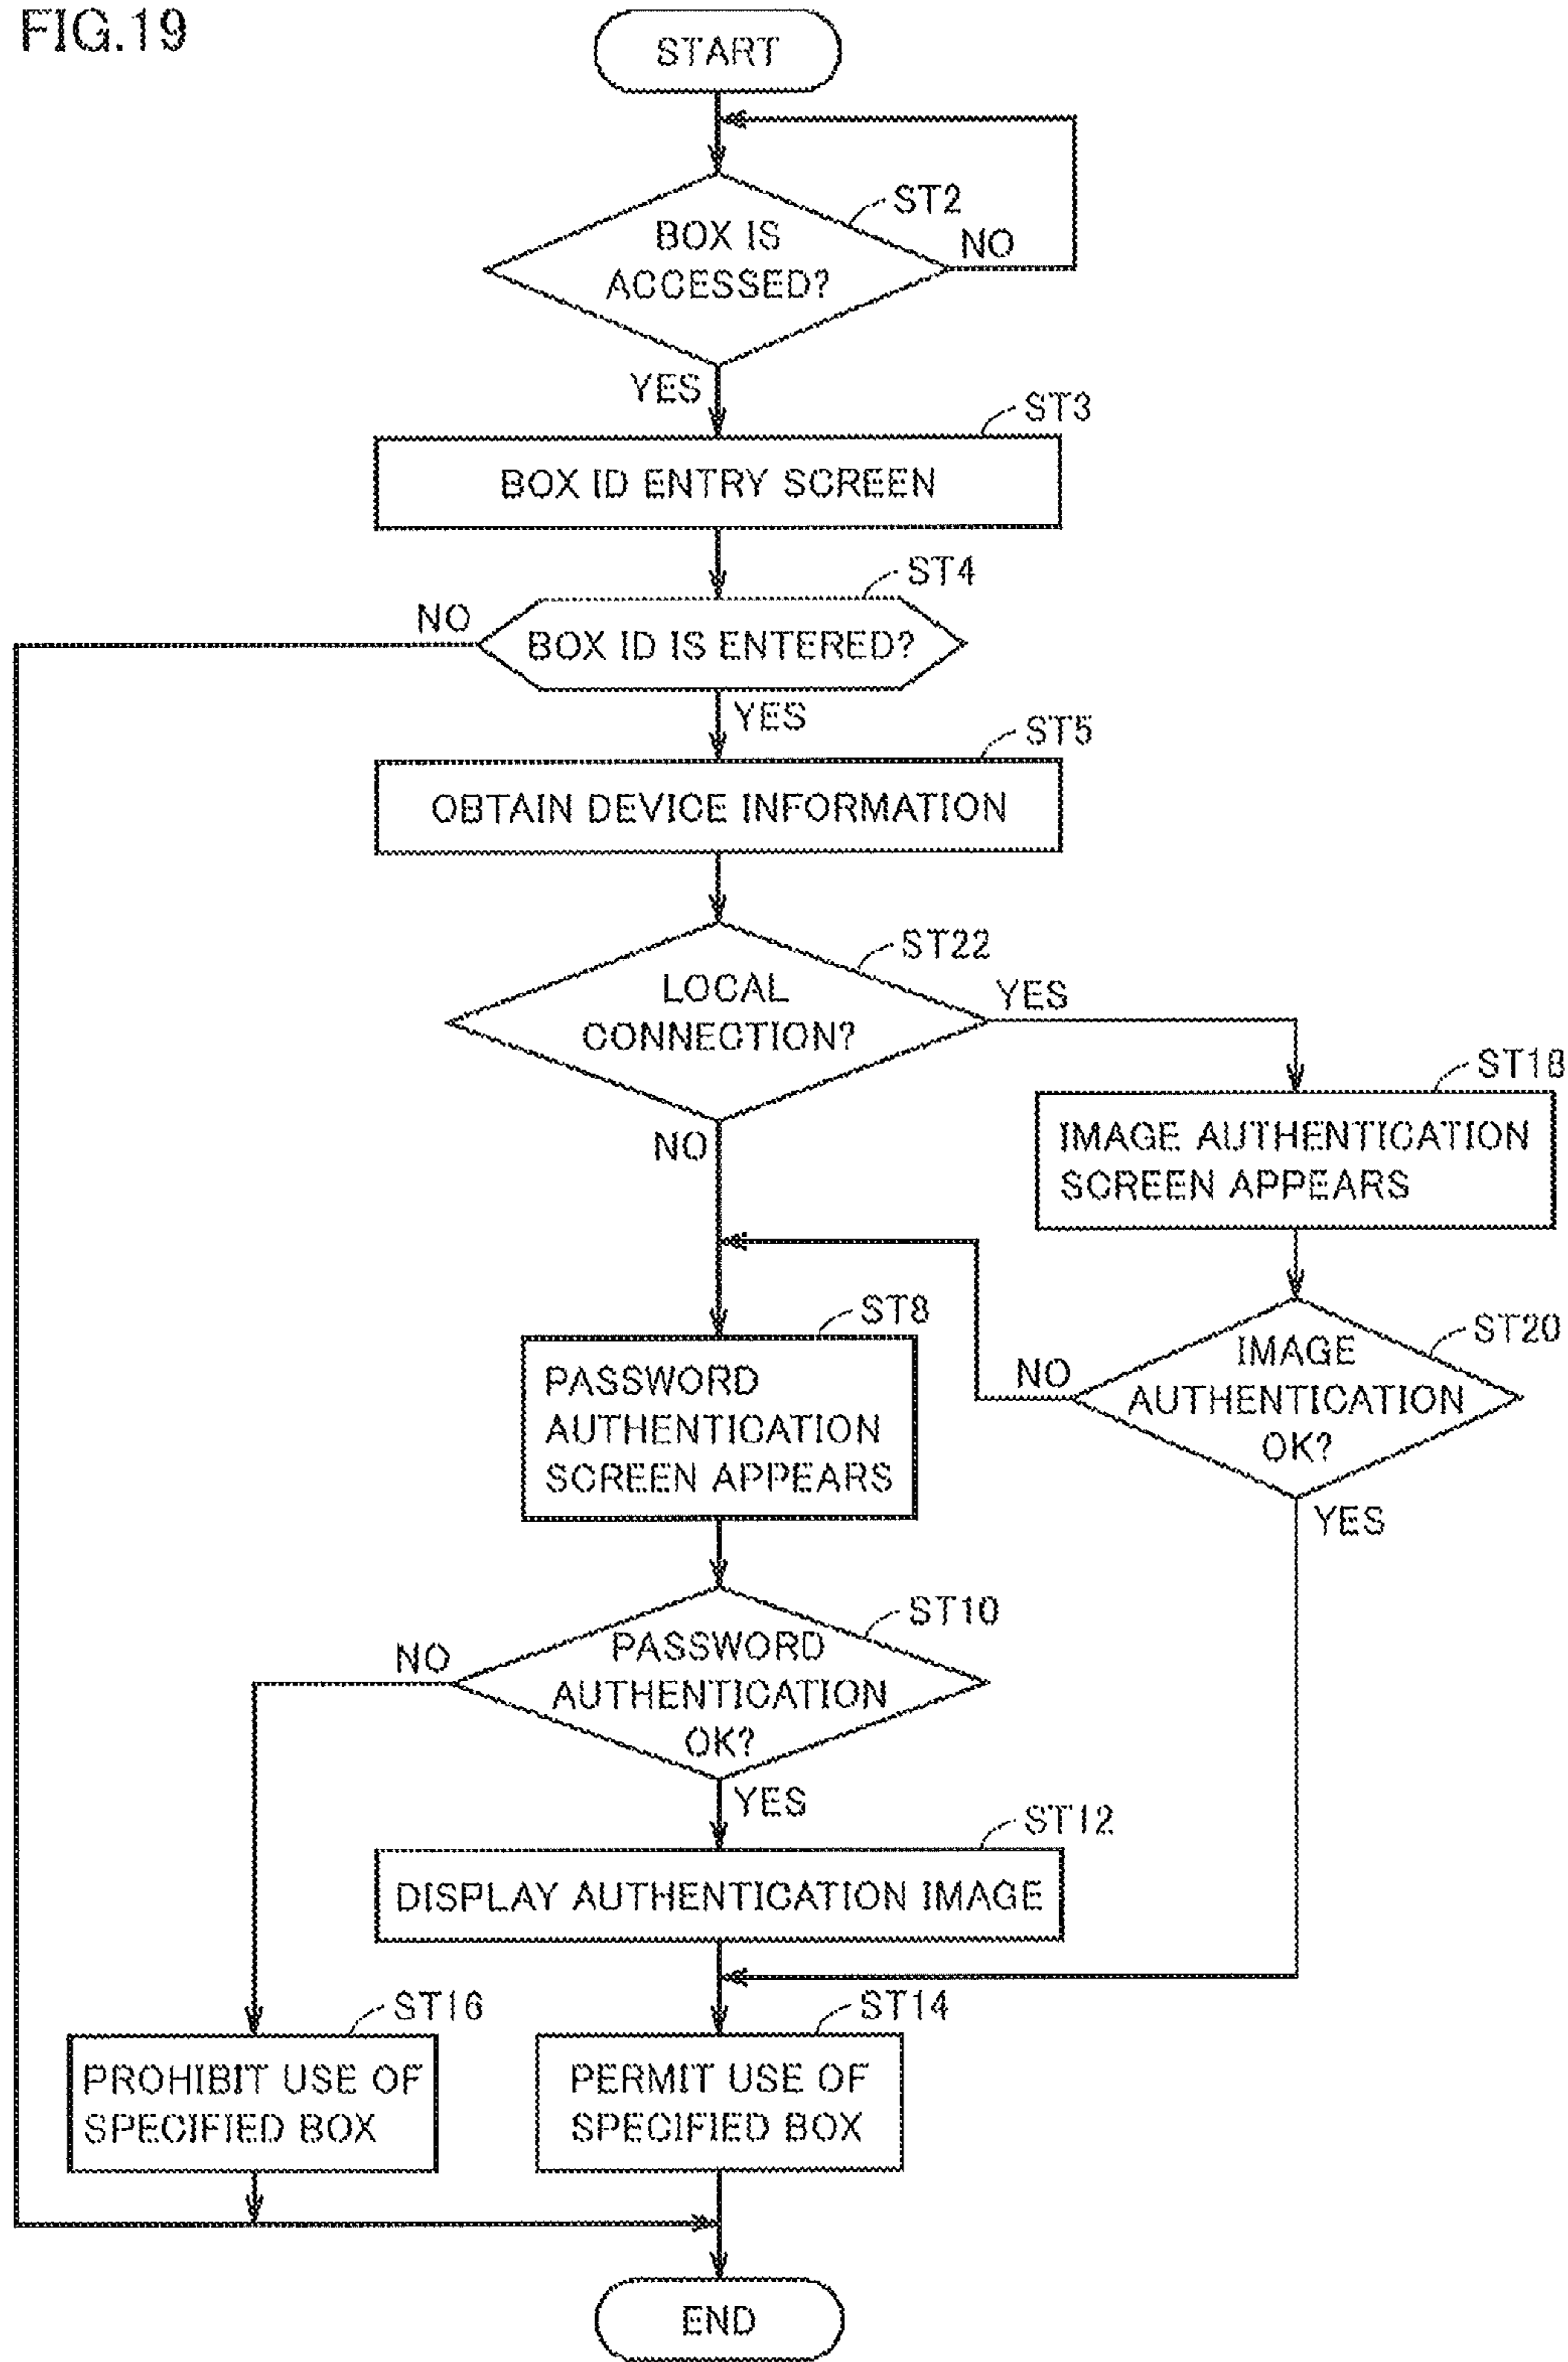 FIG.19
START
ST2
BOX IS
ACCESSED?
NO
YES
ST3
BOX ID ENTRY SCREEN
ST4
NO
BOX ID IS ENTERED?
YES
ST5
OBTAIN DEVICE INFORMATION
ST22
LOCAL
CONNECTION?
YES
NO
ST18
IMAGE AUTHENTICATION
SCREEN APPEARS
ST8
PASSWORD
AUTHENTICATION
SCREEN APPEARS
ST20
IMAGE
AUTHENTICATION
OK?
NO
YES
ST10
PASSWORD
AUTHENTICATION
OK?
NO
YES
ST12
DISPLAY AUTHENTICATION IMAGE
ST16
PROHIBIT USE OF
SPECIFIED BOX
ST14
PERMIT USE OF
SPECIFIED BOX
END